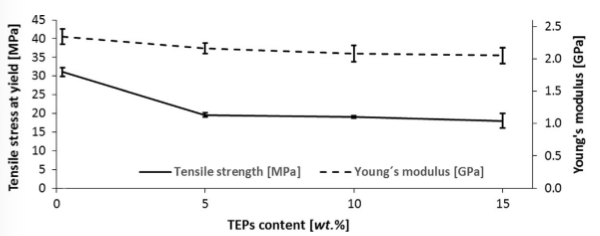 45
40
35
30
25
20
15
10
5
0
Tensile stress at yield [MPa]
2.5
2.0
1.5
1.0
0.5
0.0
Young's modulus [GPa]
Tensile strength [MPa]
Young´s modulus [GPa]
0 5 10 15
TEPs content [wt.%]